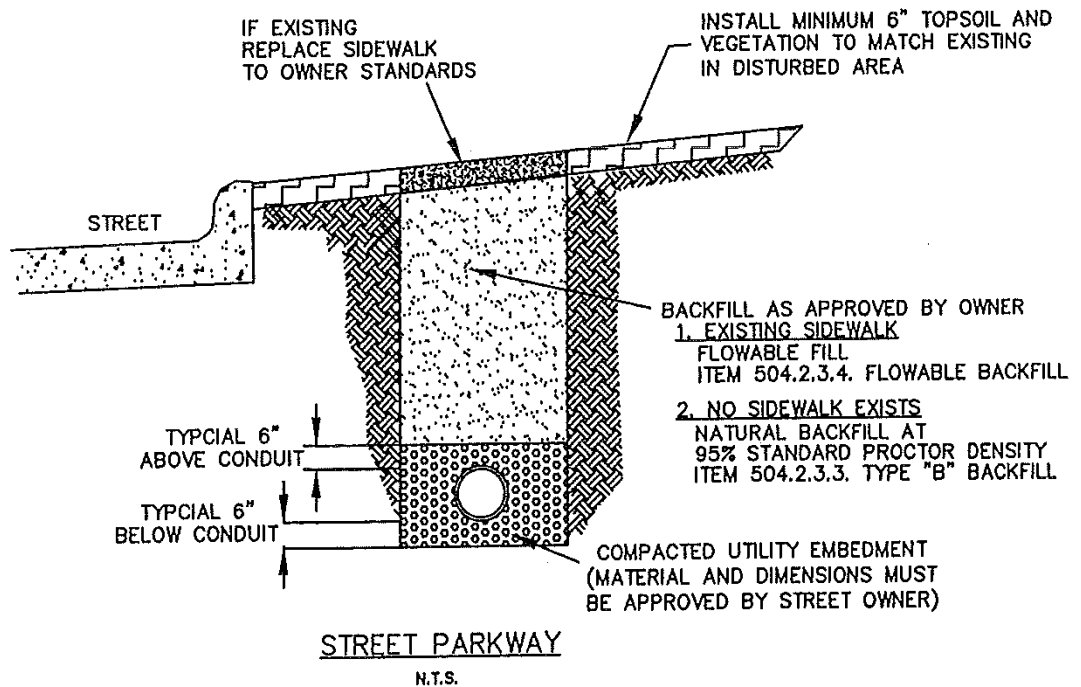 IF EXISTING
REPLACE SIDEWALK
TO OWNER STANDARDS
INSTALL MINIMUM 6" TOPSOIL AND
VEGETATION TO MATCH EXISTING
IN DISTURBED AREA
STREET
BACKFILL AS APPROVED BY OWNER
1. EXISTING SIDEWALK
FLOWABLE FILL
ITEM 504.2.3.4. FLOWABLE BACKFILL
2. NO SIDEWALK EXISTS
NATURAL BACKFILL AT
95% STANDARD PROCTOR DENSITY
ITEM 504.2.3.3. TYPE "B" BACKFILL
TYPCIAL 6"
ABOVE CONDUIT
TYPCIAL 6"
BELOW CONDUIT
COMPACTED UTILITY EMBEDMENT
(MATERIAL AND DIMENSIONS MUST
BE APPROVED BY STREET OWNER)
STREET PARKWAY
N.T.S.